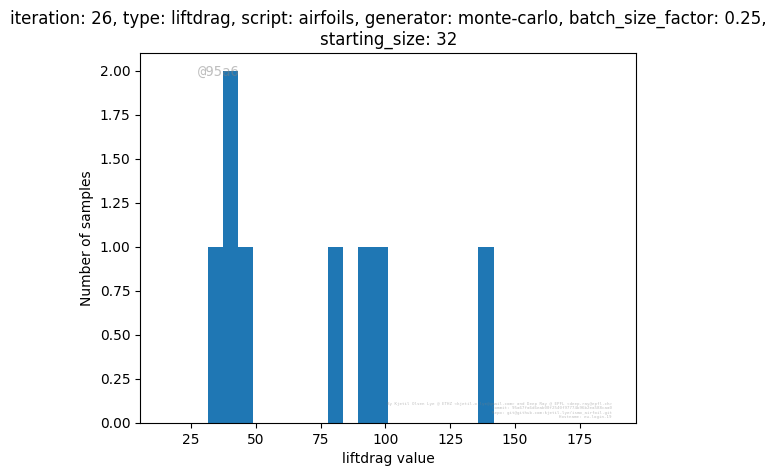 iteration: 26, type: liftdrag, script: airfoils, generator: monte-carlo, batch_size_factor: 0.25,
starting_size: 32
@95a6
2.00
1.75
1.50
1.25
1.00
0.75
0.50
0.25
0.00
Number of samples
25 50 75 100 125 150 175
liftdrag value